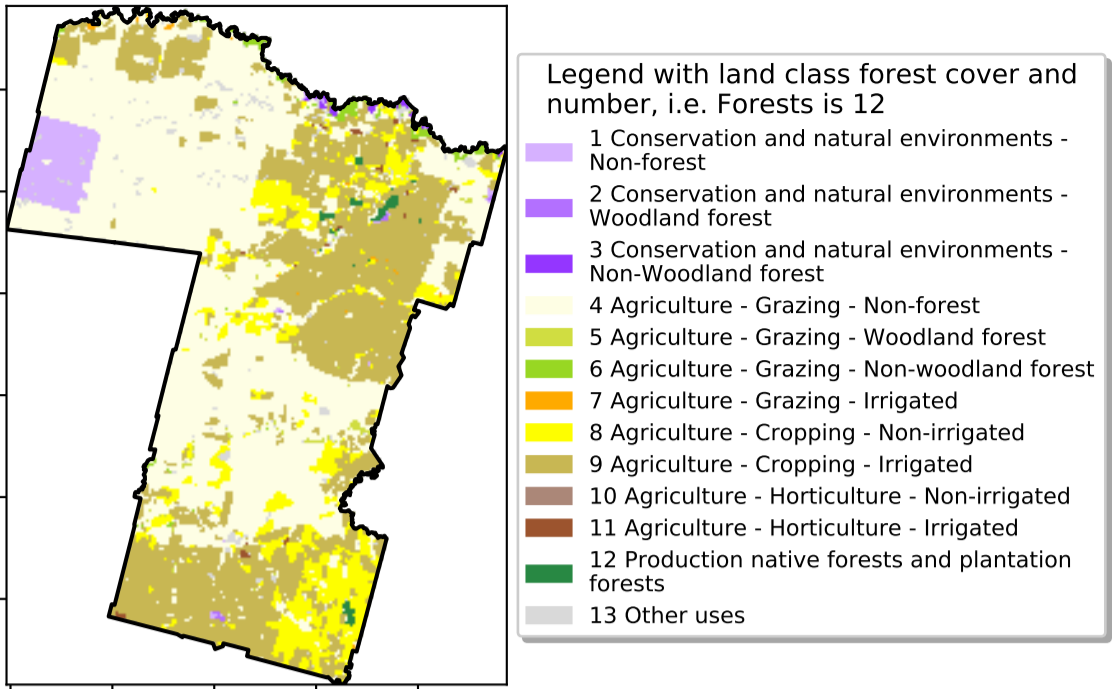 Legend with land class forest cover and
number, i.e. Forests is 12
1 Conservation and natural environments -
Non-forest
2 Conservation and natural environments -
Woodland forest
3 Conservation and natural environments -
Non-Woodland forest
4 Agriculture - Grazing - Non-forest
5 Agriculture - Grazing - Woodland forest
6 Agriculture - Grazing - Non-woodland forest
7 Agriculture - Grazing - Irrigated
8 Agriculture - Cropping - Non-irrigated
9 Agriculture - Cropping - Irrigated
10 Agriculture - Horticulture - Non-irrigated
11 Agriculture - Horticulture - Irrigated
12 Production native forests and plantation
forests
13 Other uses